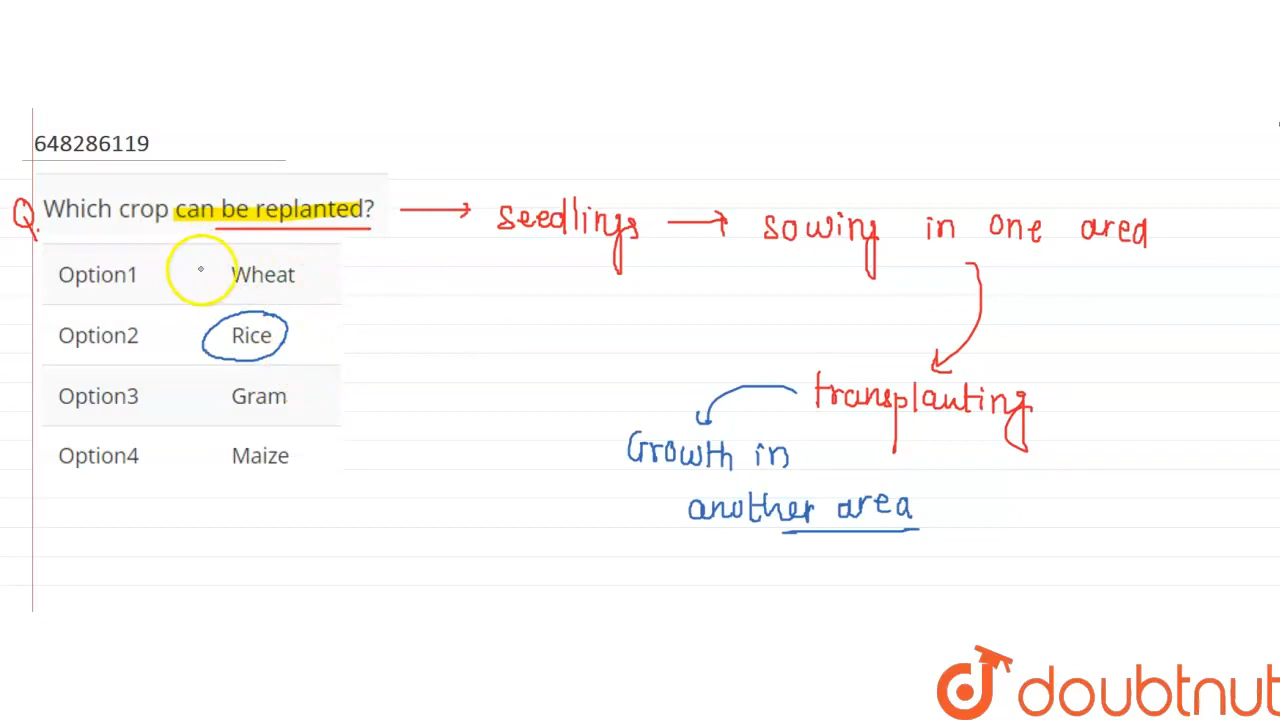 648286119
Q. Which crop can be replanted? → seedlings → sowing in one area
Option1 Wheat
Option2 Rice
transplanting
Option3 Gram
Growth in
Option4 Maize
another area
doubtnut